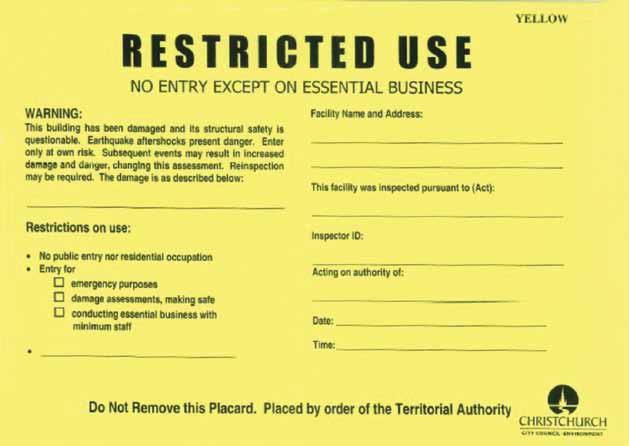 YELLOW
RESTRICTED USE
NO ENTRY EXCEPT ON ESSENTIAL BUSINESS
WARNING:
This building has been damaged and its structural safety is
questionable. Earthquake aftershocks present danger. Enter
only at own risk. Subsequent events may result in increased
damage and danger, changing this assessment. Reinspection
may be required. The damage is as described below:
Restrictions on use:
• No public entry nor residential occupation
• Entry for
emergency purposes
damage assessments, making safe
conducting essential business with
minimum staff
•
Facility Name and Address:
This facility was inspected pursuant to (Act):
Inspector ID:
Acting on authority of:
Date:
Time:
Do Not Remove this Placard. Placed by order of the Territorial Authority
CHRISTCHURCH
CITY COUNCIL ENVIRONMENT